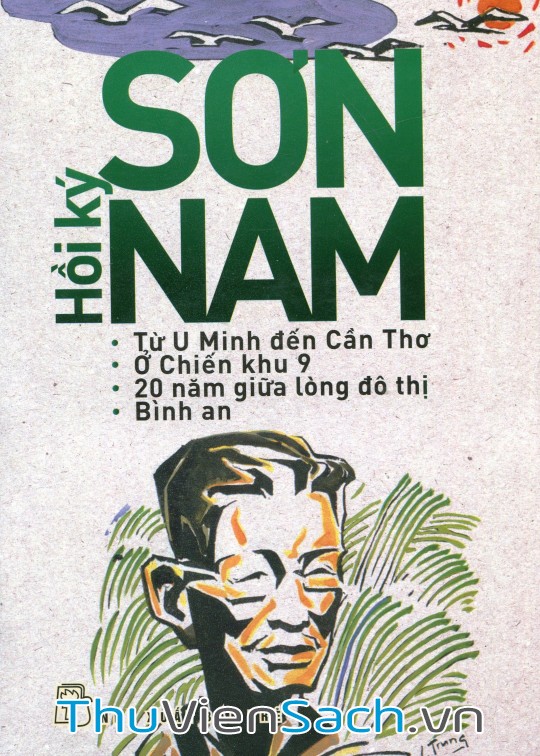 SƠN
Hồi ký NAM
• Từ U Minh đến Cần Thơ
• Ở Chiến khu 9
• 20 năm giữa lòng đô thị
• Bình an
ThuVienSach.vn
Trung